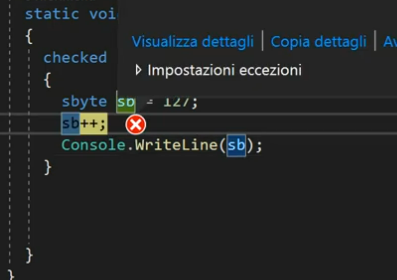 static voi
{
Visualizza dettagli | Copia dettagli | Av
checked
Impostazioni eccezioni
{
sbyte sb = 127;
sb++;
Console.WriteLine(sb);
}
}
}